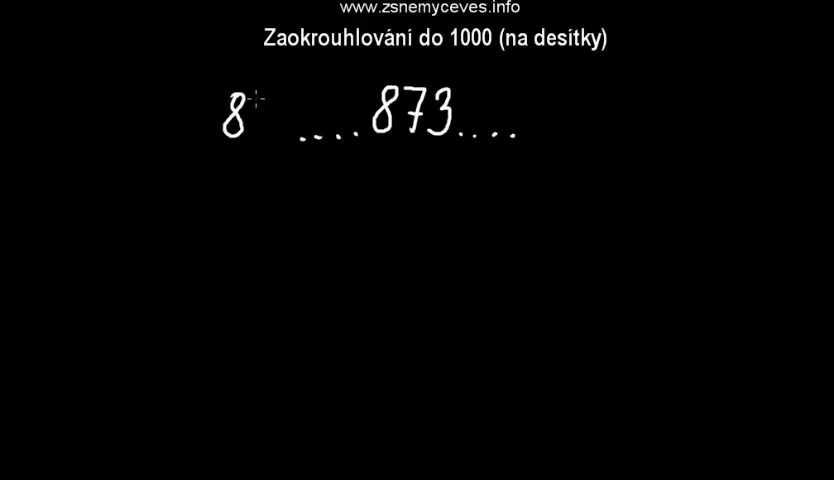 www.zsnemyceves.info
Zaokrouhlování do 1000 (na desítky)
8 ....873....